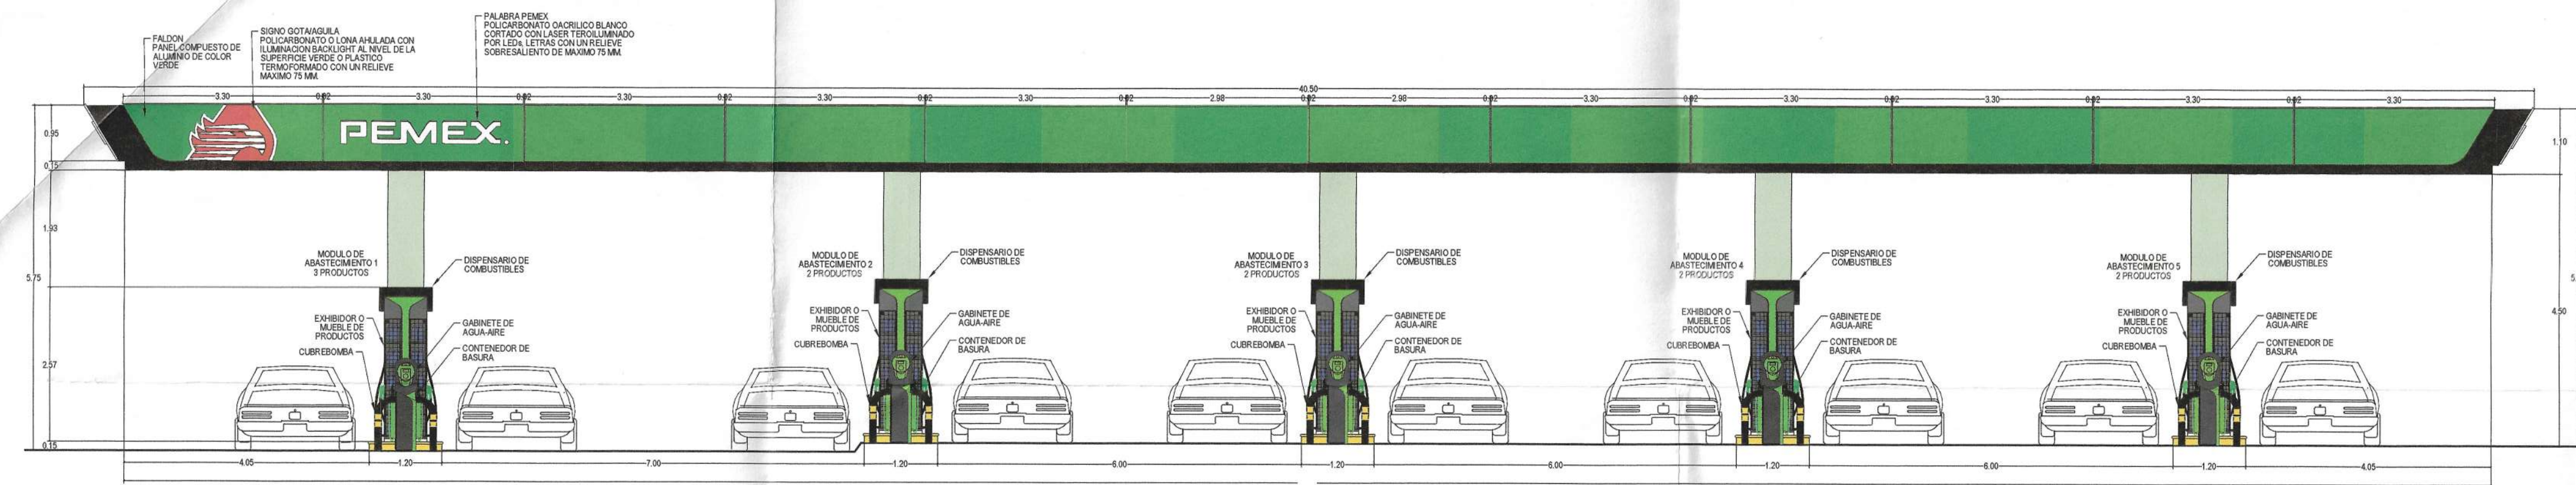 FALDON
PANEL COMPUESTO DE
ALUMINIO DE COLOR
VERDE
SIGNO GOTA/AGUILA
POLICARBONATO O LONA AHULADA CON
ILUMINACION BACKLIGHT AL NIVEL DE LA
SUPERFICIE VERDE O PLASTICO
TERMOFORMADO CON UN RELIEVE
MAXIMO 75 MM.
PALABRA PEMEX
POLICARBONATO OACRILICO BLANCO
CORTADO CON LASER TEROILUMINADO
POR LEDs, LETRAS CON UN RELIEVE
SOBRESALIENTE DE MAXIMO 75 MM.
40.50
3.30 0.02 3.30 0.02 3.30 0.02 3.30 0.02 3.30 0.02 2.98 0.02 2.98 0.02 3.30 0.02 3.30 0.02 3.30 0.02 3.30 0.02 3.30
PEMEX.
0.95
0.15
1.93
5.75
2.57
0.15
1.10
4.50
MODULO DE
ABASTECIMIENTO 1
3 PRODUCTOS
DISPENSARIO DE
COMBUSTIBLES
EXHIBIDOR O
MUEBLE DE
PRODUCTOS
GABINETE DE
AGUA-AIRE
CUBREBOMBA
CONTENEDOR DE
BASURA
MODULO DE
ABASTECIMIENTO 2
2 PRODUCTOS
DISPENSARIO DE
COMBUSTIBLES
EXHIBIDOR O
MUEBLE DE
PRODUCTOS
GABINETE DE
AGUA-AIRE
CUBREBOMBA
CONTENEDOR DE
BASURA
MODULO DE
ABASTECIMIENTO 3
2 PRODUCTOS
DISPENSARIO DE
COMBUSTIBLES
EXHIBIDOR O
MUEBLE DE
PRODUCTOS
GABINETE DE
AGUA-AIRE
CUBREBOMBA
CONTENEDOR DE
BASURA
MODULO DE
ABASTECIMIENTO 4
2 PRODUCTOS
DISPENSARIO DE
COMBUSTIBLES
EXHIBIDOR O
MUEBLE DE
PRODUCTOS
GABINETE DE
AGUA-AIRE
CUBREBOMBA
CONTENEDOR DE
BASURA
MODULO DE
ABASTECIMIENTO 5
2 PRODUCTOS
DISPENSARIO DE
COMBUSTIBLES
EXHIBIDOR O
MUEBLE DE
PRODUCTOS
GABINETE DE
AGUA-AIRE
CUBREBOMBA
CONTENEDOR DE
BASURA
4.05 1.20 7.00 1.20 6.00 1.20 6.00 1.20 6.00 1.20 4.05